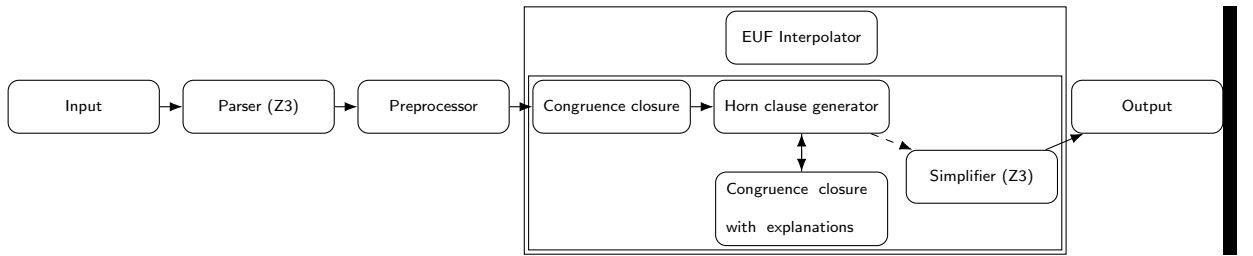 EUF Interpolator
Input
Parser (Z3)
Preprocessor
Congruence closure
Horn clause generator
Output
Simplifier (Z3)
Congruence closure
with explanations